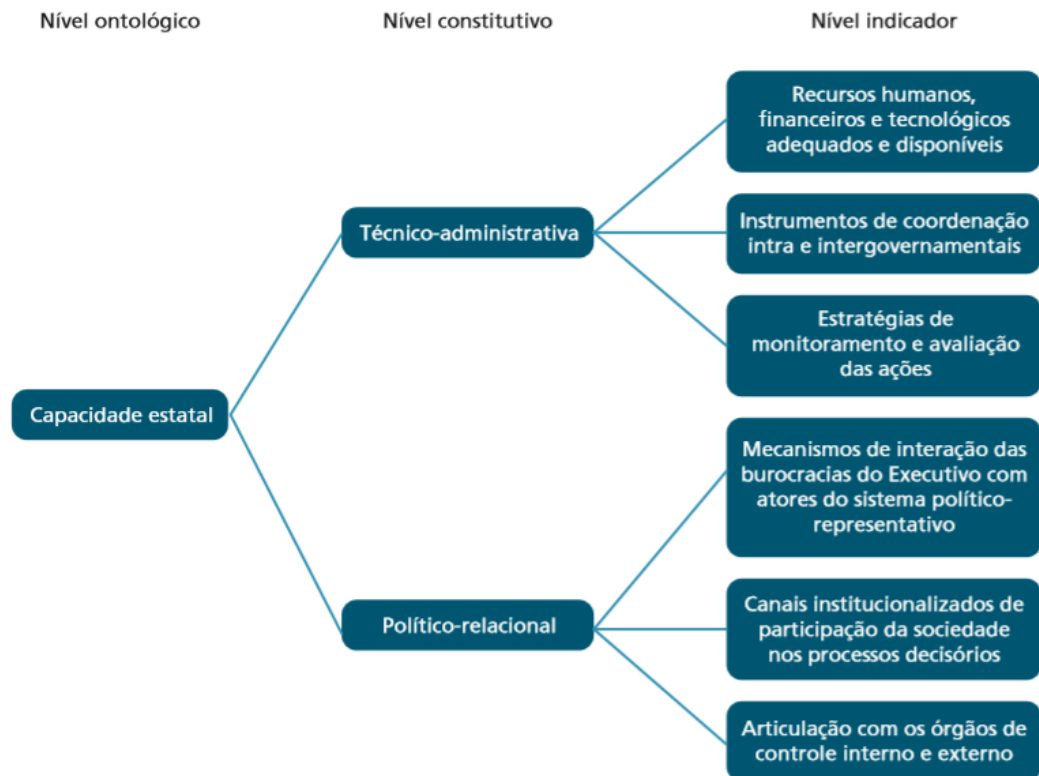 Nível ontológico
Nível constitutivo
Nível indicador
Recursos humanos,
financeiros e tecnológicos
adequados e disponíveis
Técnico-administrativa
Instrumentos de coordenação
intra e intergovernamentais
Estratégias de
monitoramento e avaliação
das ações
Capacidade estatal
Mecanismos de interação das
burocracias do Executivo com
atores do sistema político-
representativo
Político-relacional
Canais institucionalizados de
participação da sociedade
nos processos decisórios
Articulação com os órgãos de
controle interno e externo